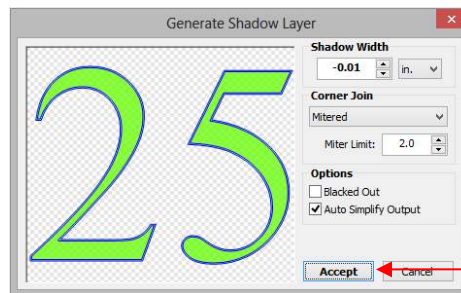 Generate Shadow Layer
x
25
Shadow Width
-0.01 in.
Corner Join
Mitered
Miter Limit: 2.0
Options
Blacked Out
Auto Simplify Output
Accept Cancel